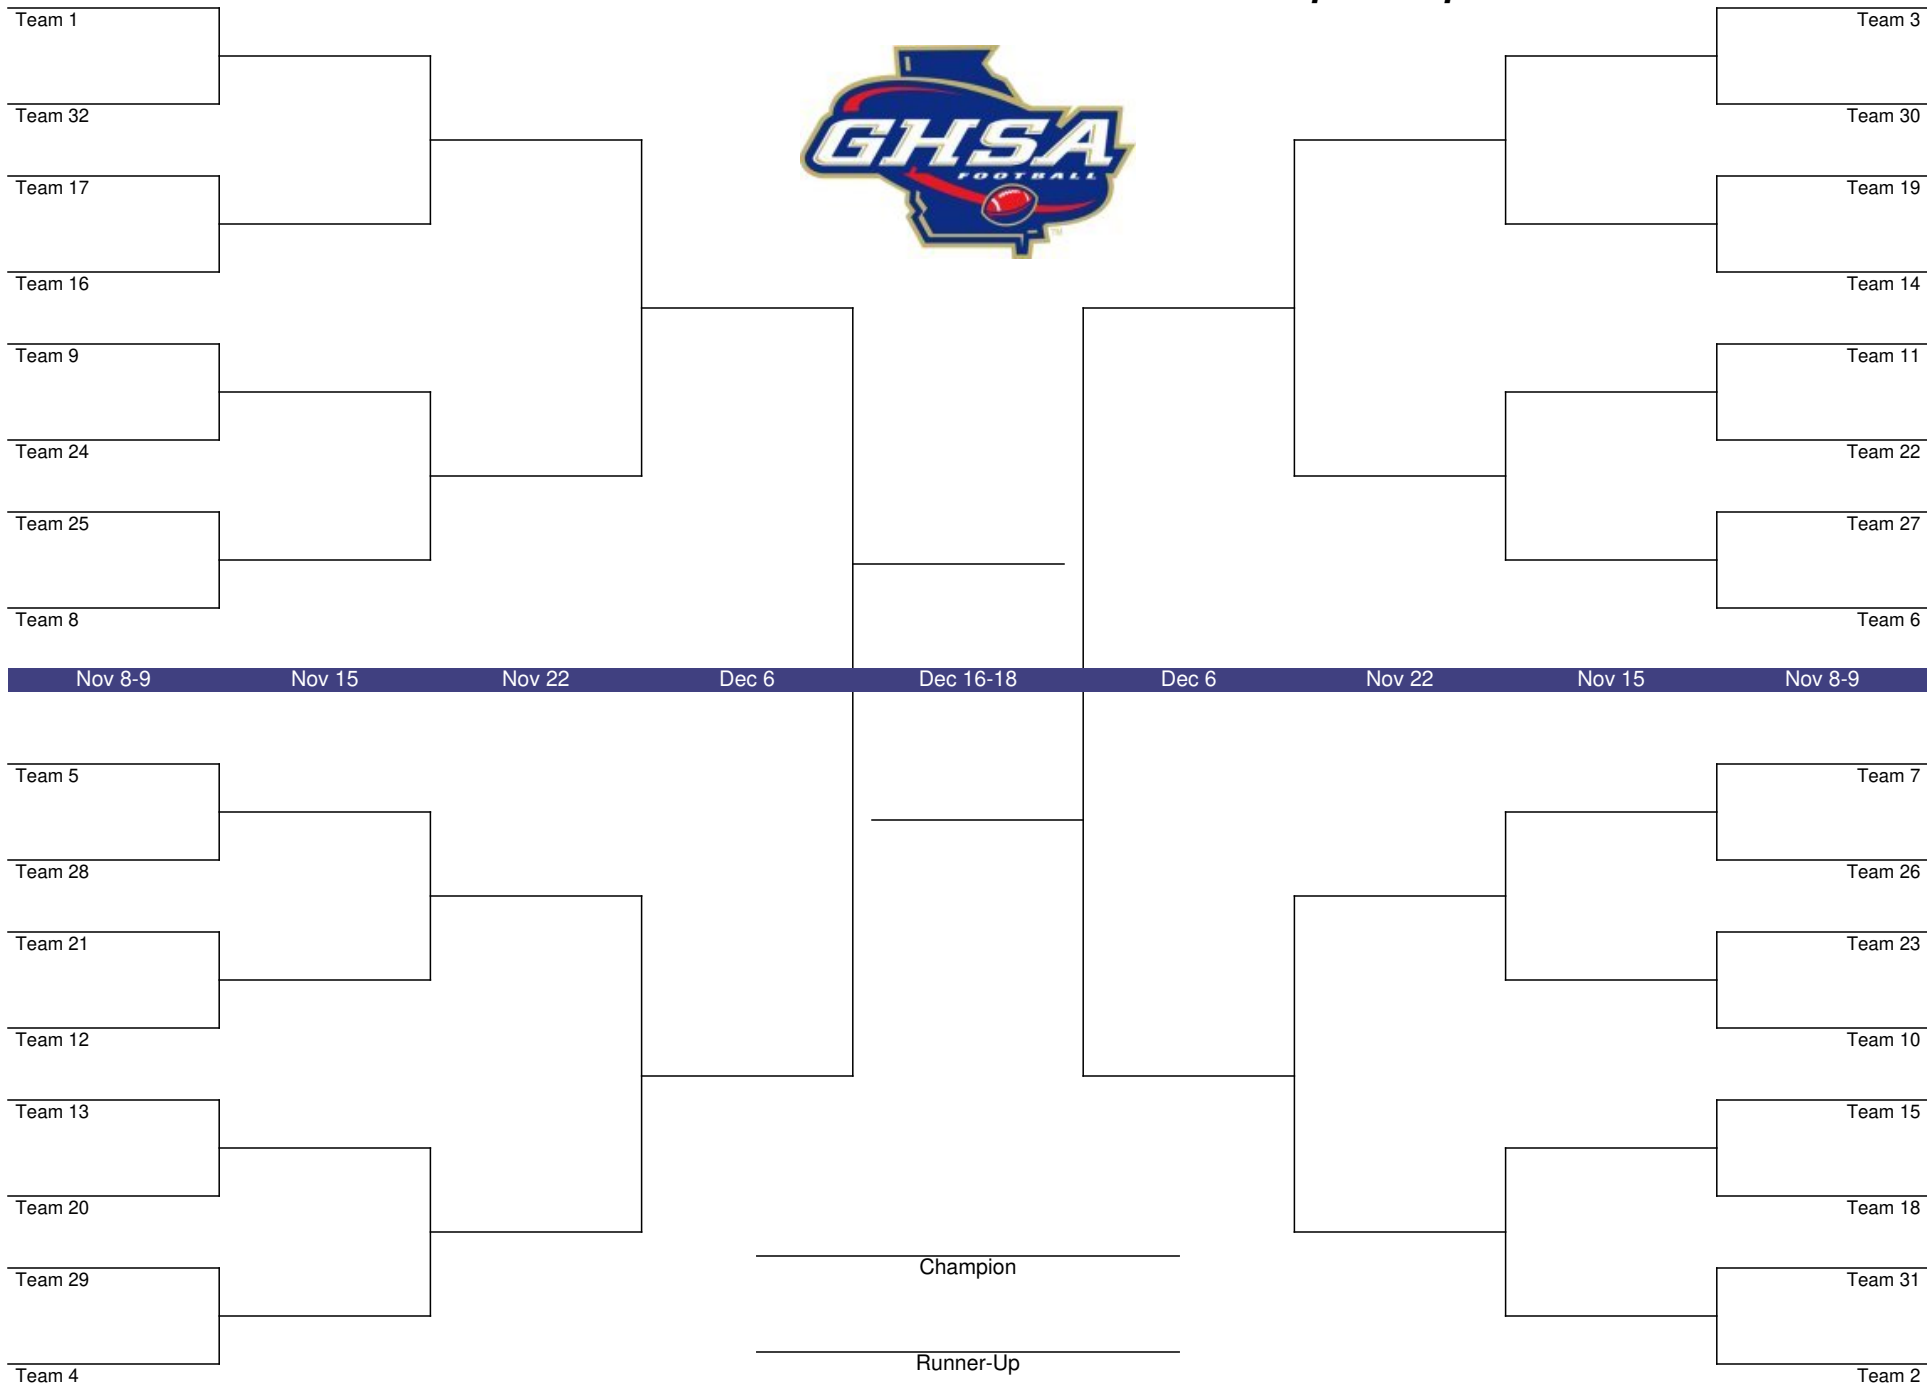 Team 1
Team 32
Team 17
Team 16
Team 9
Team 24
Team 25
Team 8
GHSA
FOOTBALL
TM
Team 3
Team 30
Team 19
Team 14
Team 11
Team 22
Team 27
Team 6
Nov 8-9 Nov 15 Nov 22 Dec 6 Dec 16-18 Dec 6 Nov 22 Nov 15 Nov 8-9
Team 5
Team 28
Team 21
Team 12
Team 13
Team 20
Team 29
Team 4
Champion
Runner-Up
Team 7
Team 26
Team 23
Team 10
Team 15
Team 18
Team 31
Team 2